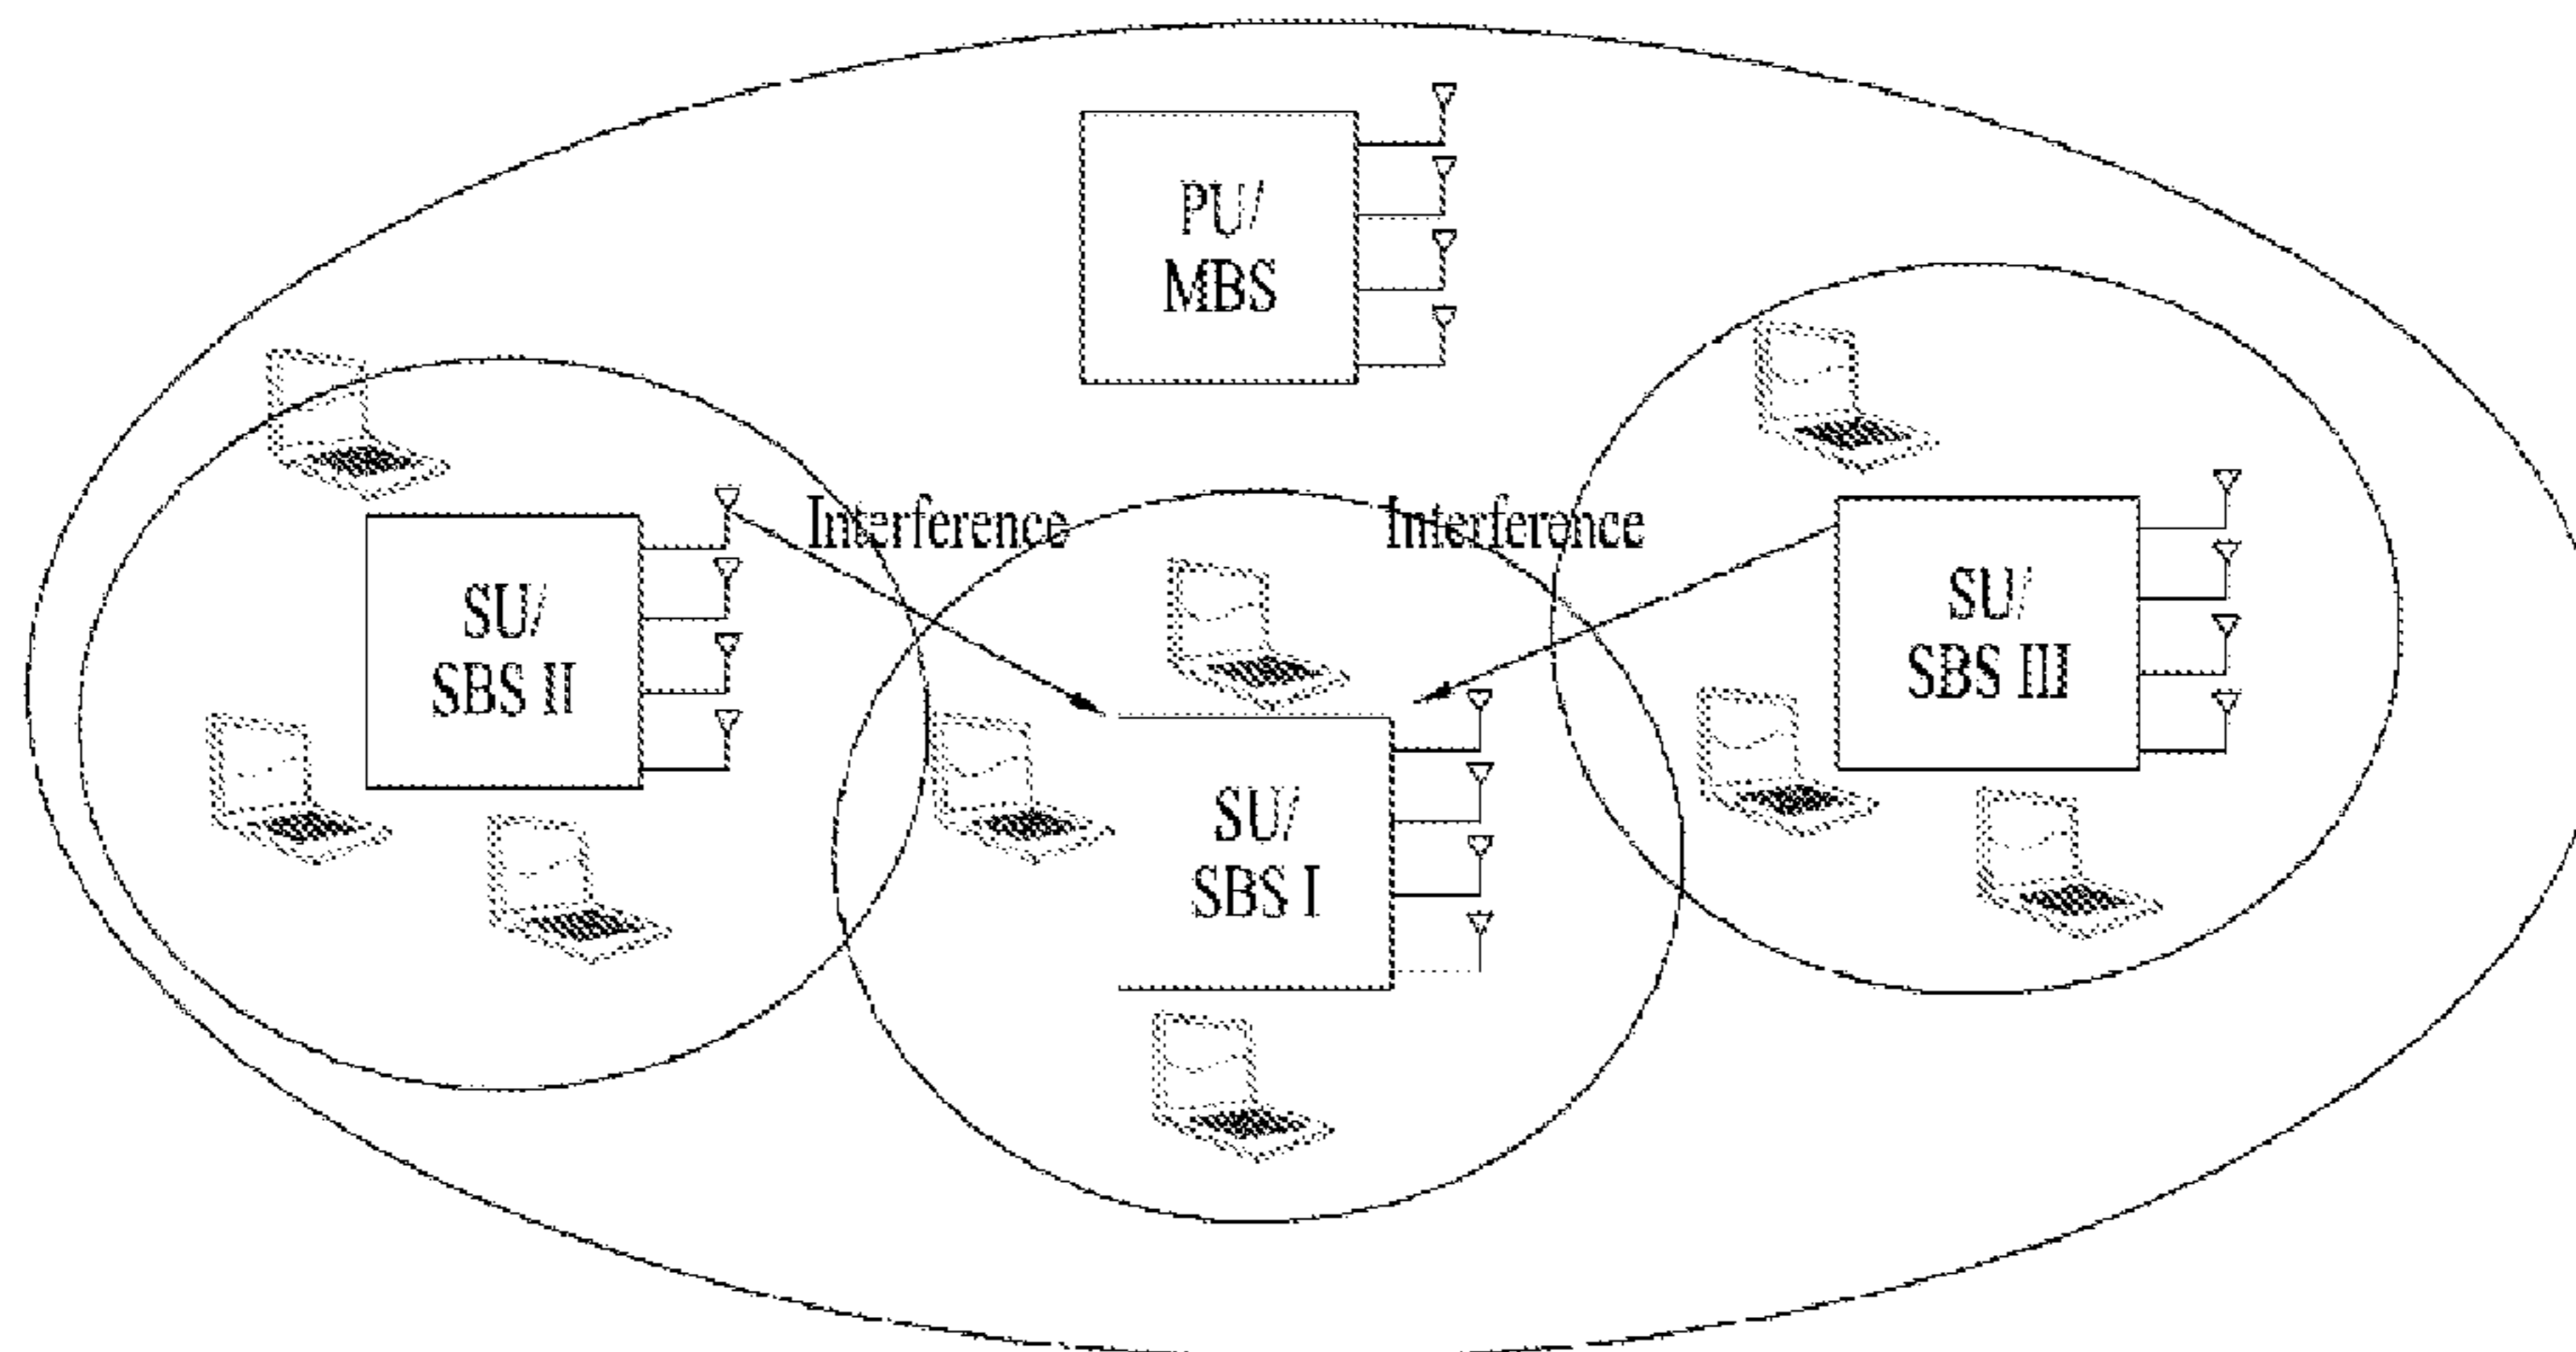 PU/
MBS
Interference
Interference
SU/
SBS II
SU/
SBS III
SU/
SBS I